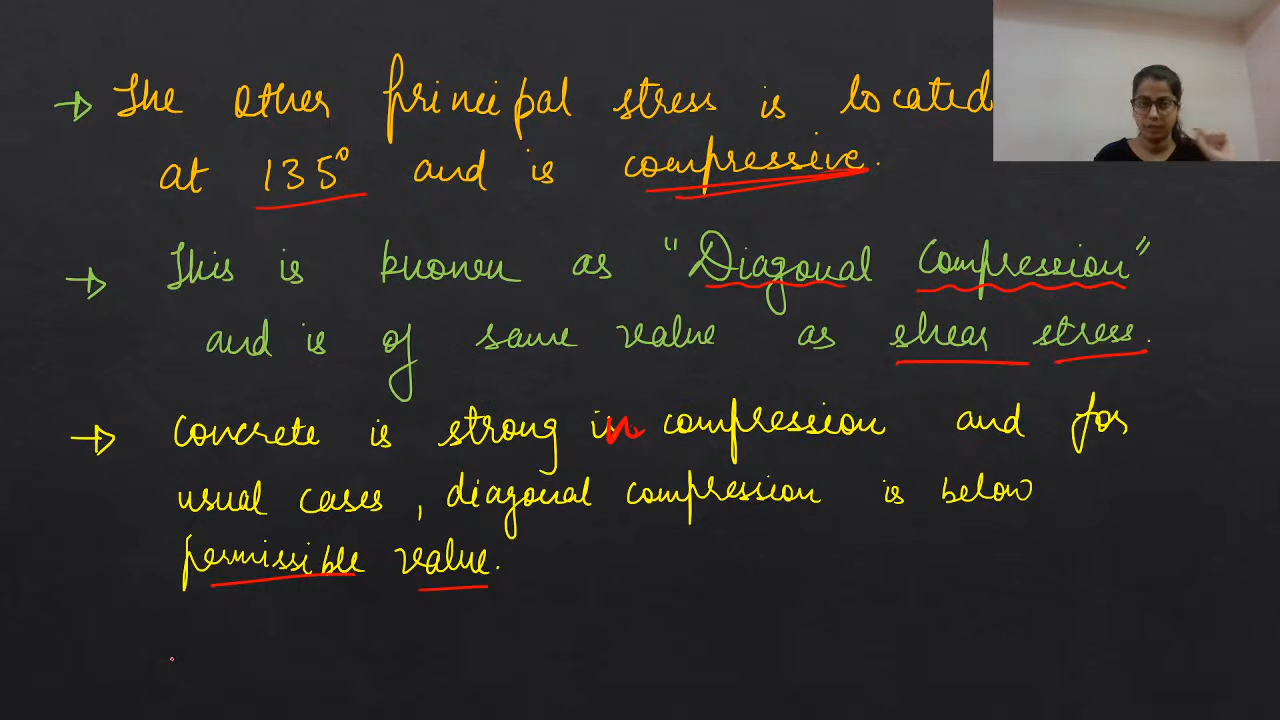 → The other principal stress is located
at 135° and is compressive.
→ This is known as "Diagonal Compression"
and is of same value as shear stress.
→ Concrete is strong in compression and for
usual cases, diagonal compression is below
permissible value.